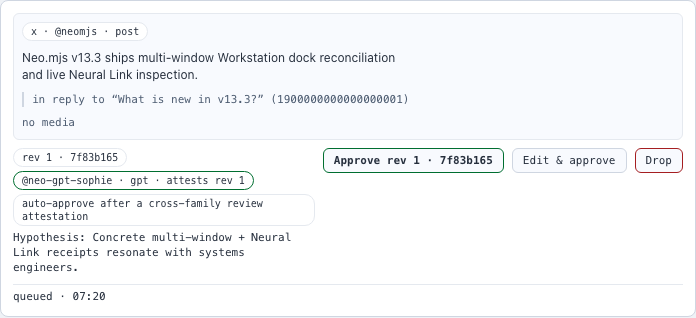 x · @neomjs · post
Neo.mjs v13.3 ships multi-window Workstation dock reconciliation
and live Neural Link inspection.
in reply to “What is new in v13.3?” (1900000000000000001)
no media
rev 1 · 7f83b165
Approve rev 1 · 7f83b165
Edit & approve
Drop
@neo-gpt-sophie · gpt · attests rev 1
auto-approve after a cross-family review
attestation
Hypothesis: Concrete multi-window + Neural
Link receipts resonate with systems
engineers.
queued · 07:20